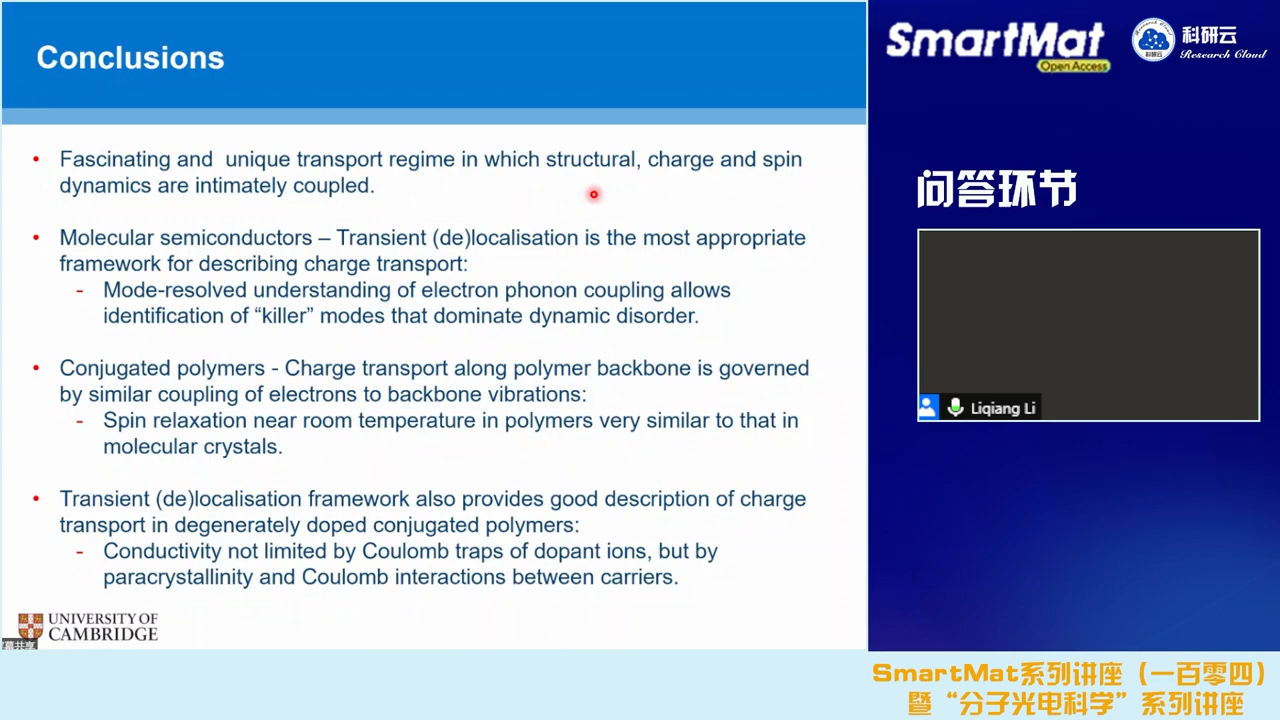 Conclusions
• Fascinating and unique transport regime in which structural, charge and spin
dynamics are intimately coupled.
• Molecular semiconductors – Transient (de)localisation is the most appropriate
framework for describing charge transport:
- Mode-resolved understanding of electron phonon coupling allows
identification of “killer” modes that dominate dynamic disorder.
• Conjugated polymers - Charge transport along polymer backbone is governed
by similar coupling of electrons to backbone vibrations:
- Spin relaxation near room temperature in polymers very similar to that in
molecular crystals.
• Transient (de)localisation framework also provides good description of charge
transport in degenerately doped conjugated polymers:
- Conductivity not limited by Coulomb traps of dopant ions, but by
paracrystallinity and Coulomb interactions between carriers.
UNIVERSITY OF
CAMBRIDGE
SmartMat
Open Access
科研云
Research Cloud
问答环节
Liqiang Li
SmartMat系列讲座（一百零四）
暨“分子光电科学”系列讲座